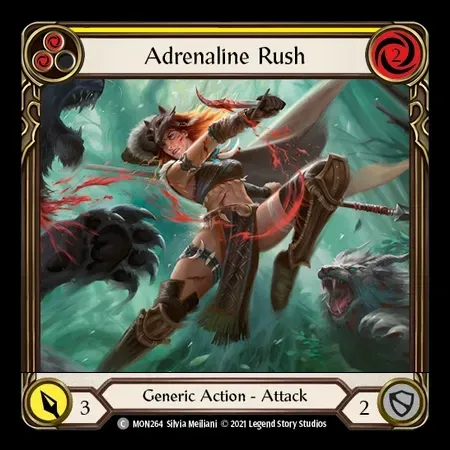 Adrenaline Rush
2
3
Generic Action - Attack
2
C MON264 Silvia Meiliani © 2021 Legend Story Studios